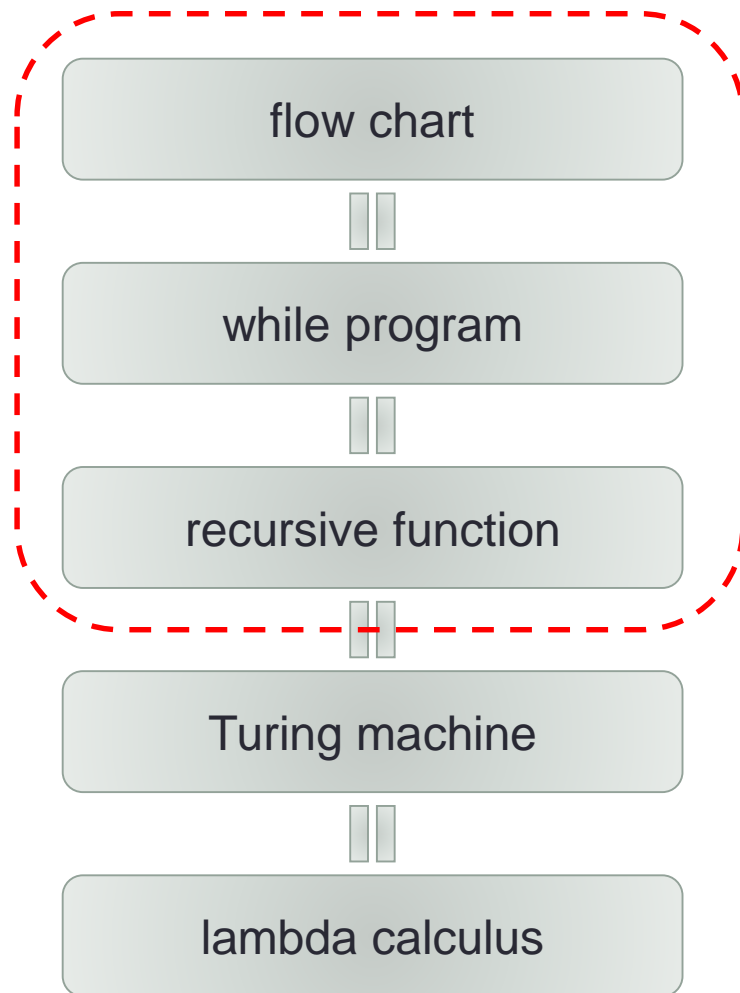 flow chart
while program
recursive function
Turing machine
lambda calculus